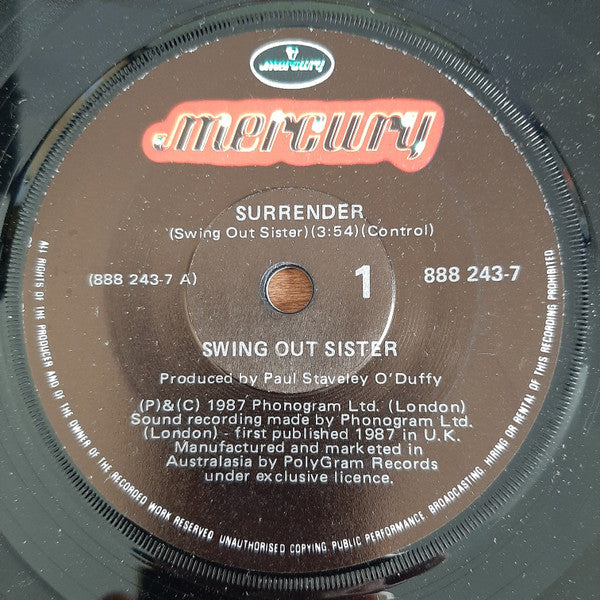 mercury
mercury
SURRENDER
(Swing Out Sister)(3:54)(Control)
(888 243-7 A)
1
888 243-7
SWING OUT SISTER
Produced by Paul Staveley O'Duffy
(P)&(C) 1987 Phonogram Ltd. (London)
Sound recording made by Phonogram Ltd.
(London) - first published 1987 in U.K.
Manufactured and marketed in
Australasia by PolyGram Records
under exclusive licence.
ALL RIGHTS OF THE PRODUCER AND OF THE OWNER OF THE RECORDED WORK RESERVED. UNAUTHORISED COPYING PUBLIC PERFORMANCE. BROADCASTING, HIRING OR RENTAL OF THIS RECORDING PROHIBITED.